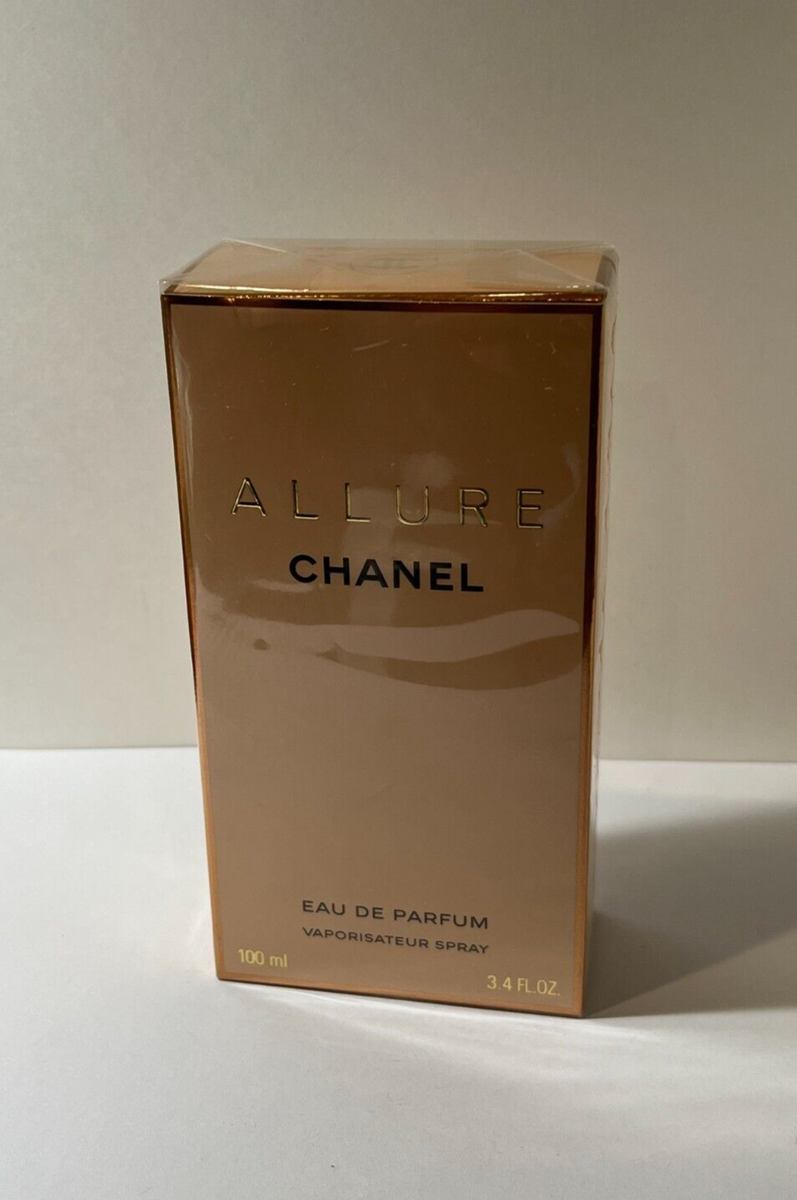 ALLURE
CHANEL
EAU DE PARFUM
VAPORISATEUR SPRAY
100 ml
3.4 FL.OZ.